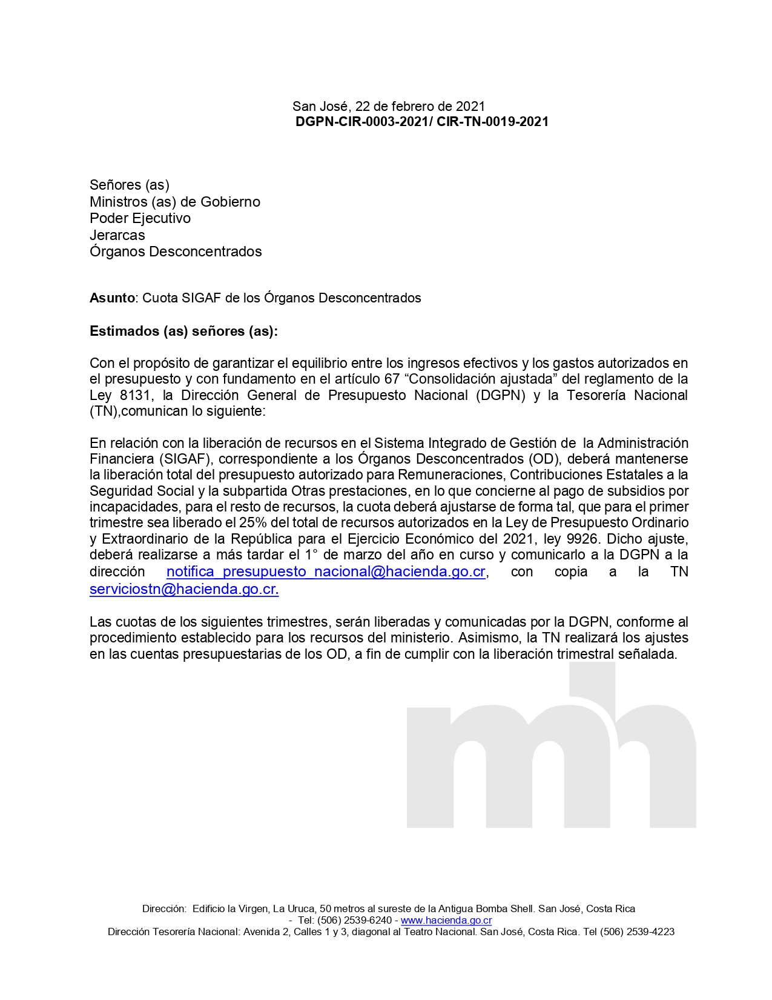 San José, 22 de febrero de 2021
DGPN-CIR-0003-2021/ CIR-TN-0019-2021
Señores (as)
Ministros (as) de Gobierno
Poder Ejecutivo
Jerarcas
Órganos Desconcentrados
Asunto: Cuota SIGAF de los Órganos Desconcentrados
Estimados (as) señores (as):
Con el propósito de garantizar el equilibrio entre los ingresos efectivos y los gastos autorizados en
el presupuesto y con fundamento en el artículo 67 “Consolidación ajustada” del reglamento de la
Ley 8131, la Dirección General de Presupuesto Nacional (DGPN) y la Tesorería Nacional
(TN),comunican lo siguiente:
En relación con la liberación de recursos en el Sistema Integrado de Gestión de  la Administración
Financiera (SIGAF), correspondiente a los Órganos Desconcentrados (OD), deberá mantenerse
la liberación total del presupuesto autorizado para Remuneraciones, Contribuciones Estatales a la
Seguridad Social y la subpartida Otras prestaciones, en lo que concierne al pago de subsidios por
incapacidades, para el resto de recursos, la cuota deberá ajustarse de forma tal, que para el primer
trimestre sea liberado el 25% del total de recursos autorizados en la Ley de Presupuesto Ordinario
y Extraordinario de la República para el Ejercicio Económico del 2021, ley 9926. Dicho ajuste,
deberá realizarse a más tardar el 1° de marzo del año en curso y comunicarlo a la DGPN a la
dirección notifica_presupuesto_nacional@hacienda.go.cr, con copia a la TN
serviciostn@hacienda.go.cr.
Las cuotas de los siguientes trimestres, serán liberadas y comunicadas por la DGPN, conforme al
procedimiento establecido para los recursos del ministerio. Asimismo, la TN realizará los ajustes
en las cuentas presupuestarias de los OD, a fin de cumplir con la liberación trimestral señalada.
mh
Dirección:  Edificio la Virgen, La Uruca, 50 metros al sureste de la Antigua Bomba Shell. San José, Costa Rica
-  Tel: (506) 2539-6240 - www.hacienda.go.cr
Dirección Tesorería Nacional: Avenida 2, Calles 1 y 3, diagonal al Teatro Nacional. San José, Costa Rica. Tel (506) 2539-4223